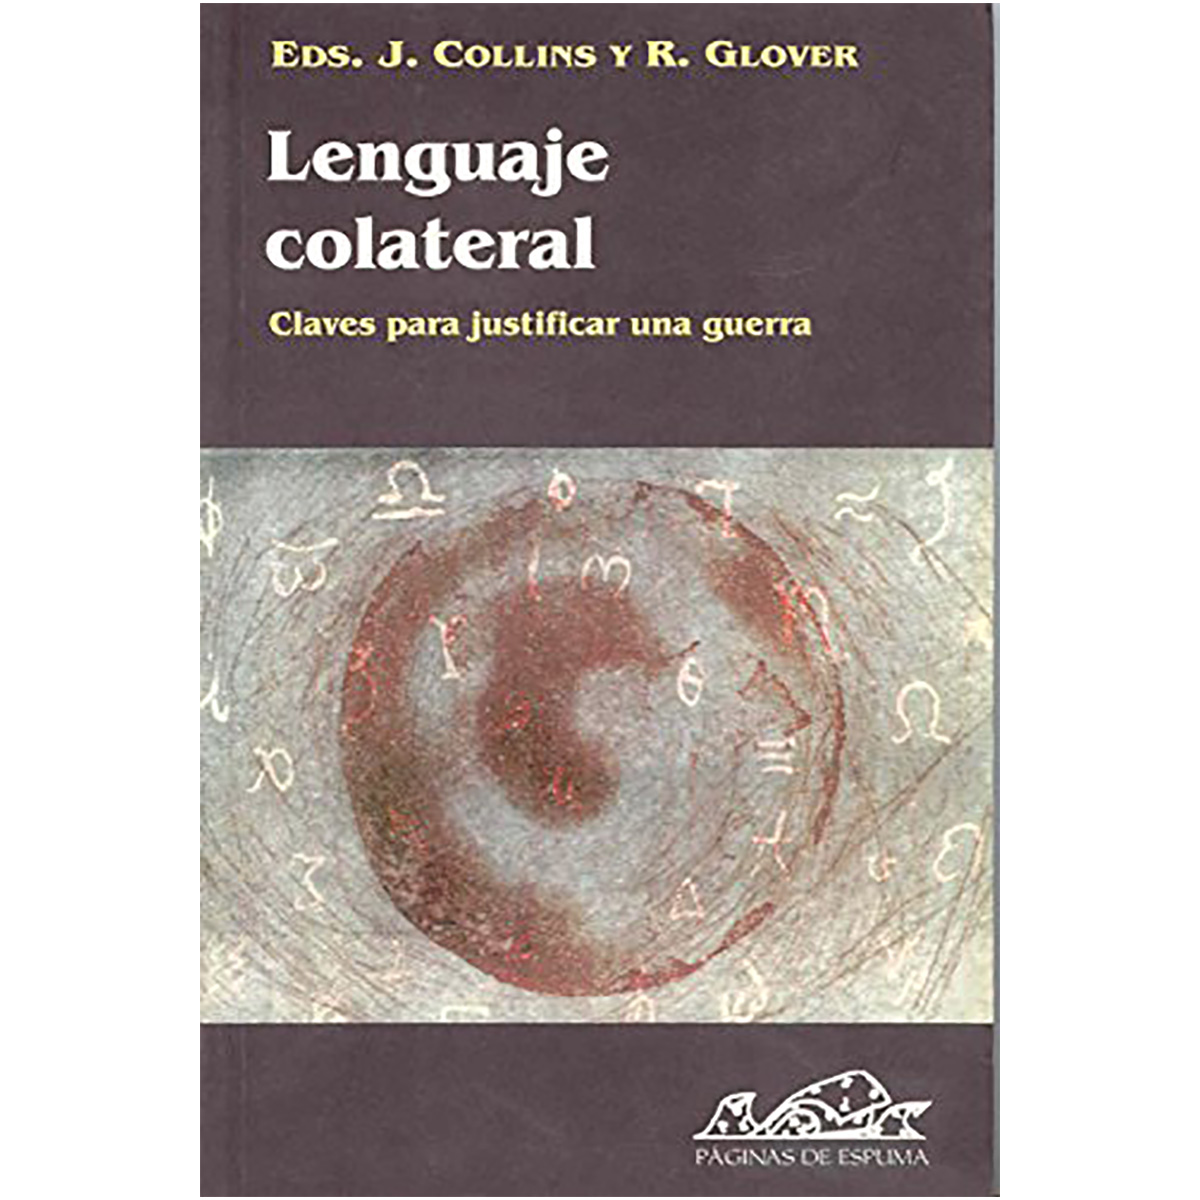 EDS. J. COLLINS Y R. GLOVER
Lenguaje
colateral
Claves para justificar una guerra
PÁGINAS DE ESPUMA